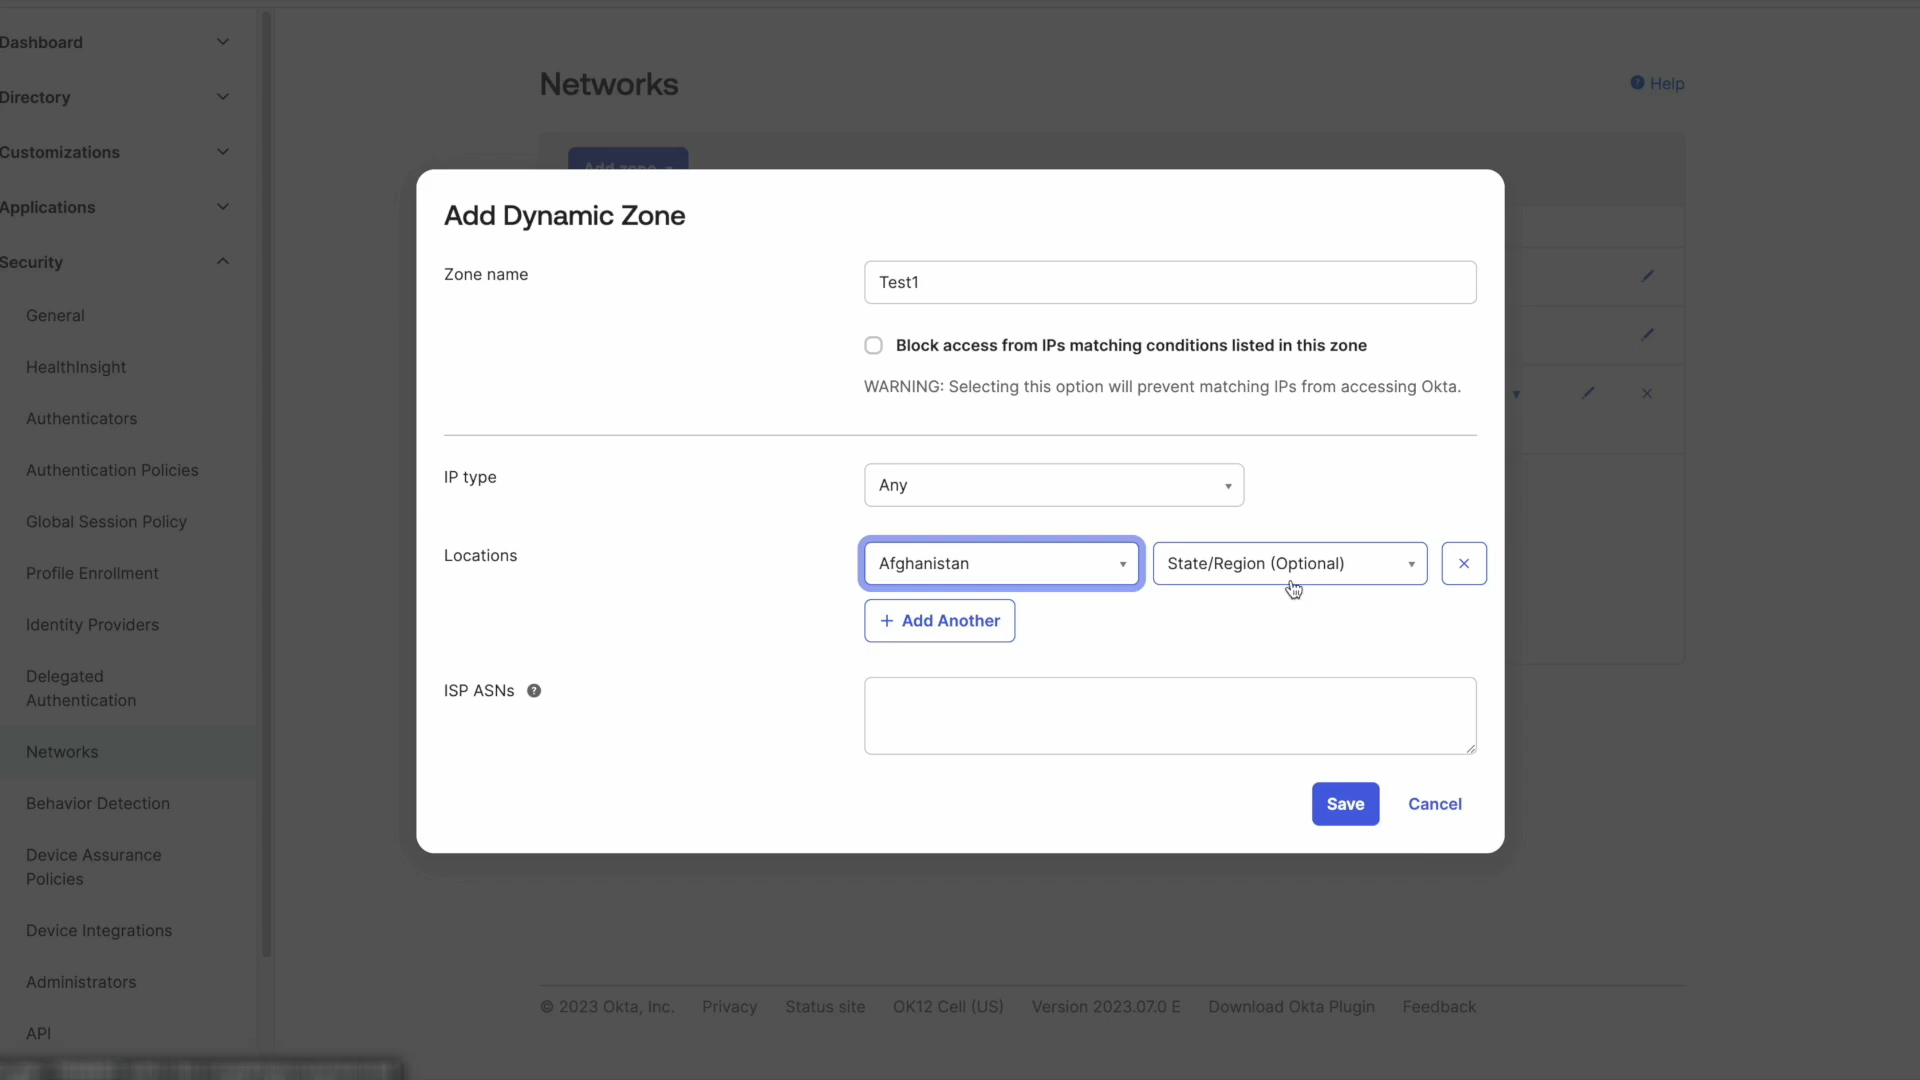 Dashboard
Directory
Customizations
Applications
Security
General
HealthInsight
Authenticators
Authentication Policies
Global Session Policy
Profile Enrollment
Identity Providers
Delegated
Authentication
Networks
Behavior Detection
Device Assurance
Policies
Device Integrations
Administrators
API
Networks
Help
Add zone
Add Dynamic Zone
Zone name
Test1
Block access from IPs matching conditions listed in this zone
WARNING: Selecting this option will prevent matching IPs from accessing Okta.
IP type
Any
Locations
Afghanistan
State/Region (Optional)
+ Add Another
ISP ASNs ?
Save
Cancel
© 2023 Okta, Inc. Privacy Status site OK12 Cell (US) Version 2023.07.0 E Download Okta Plugin Feedback